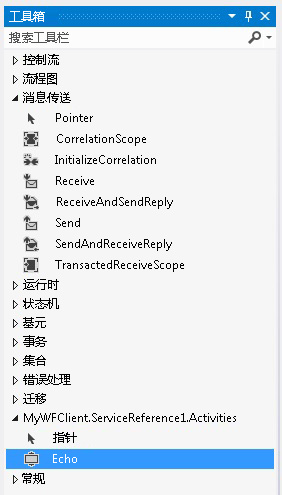 工具箱
搜索工具栏
控制流
流程图
消息传送
Pointer
CorrelationScope
InitializeCorrelation
Receive
ReceiveAndSendReply
Send
SendAndReceiveReply
TransactedReceiveScope
运行时
状态机
基元
事务
集合
错误处理
迁移
MyWFClient.ServiceReference1.Activities
指针
Echo
常规